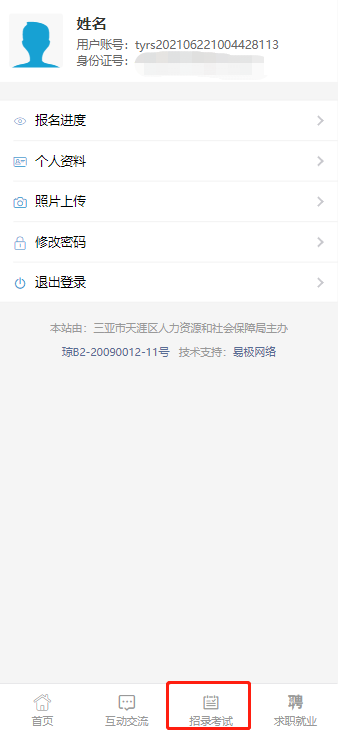 姓名
用户账号：tyrs202106221004428113
身份证号：
报名进度
个人资料
照片上传
修改密码
退出登录
本站由：三亚市天涯区人力资源和社会保障局主办
琼B2-20090012-11号 技术支持：易极网络
首页 互动交流 招录考试 聘 求职就业